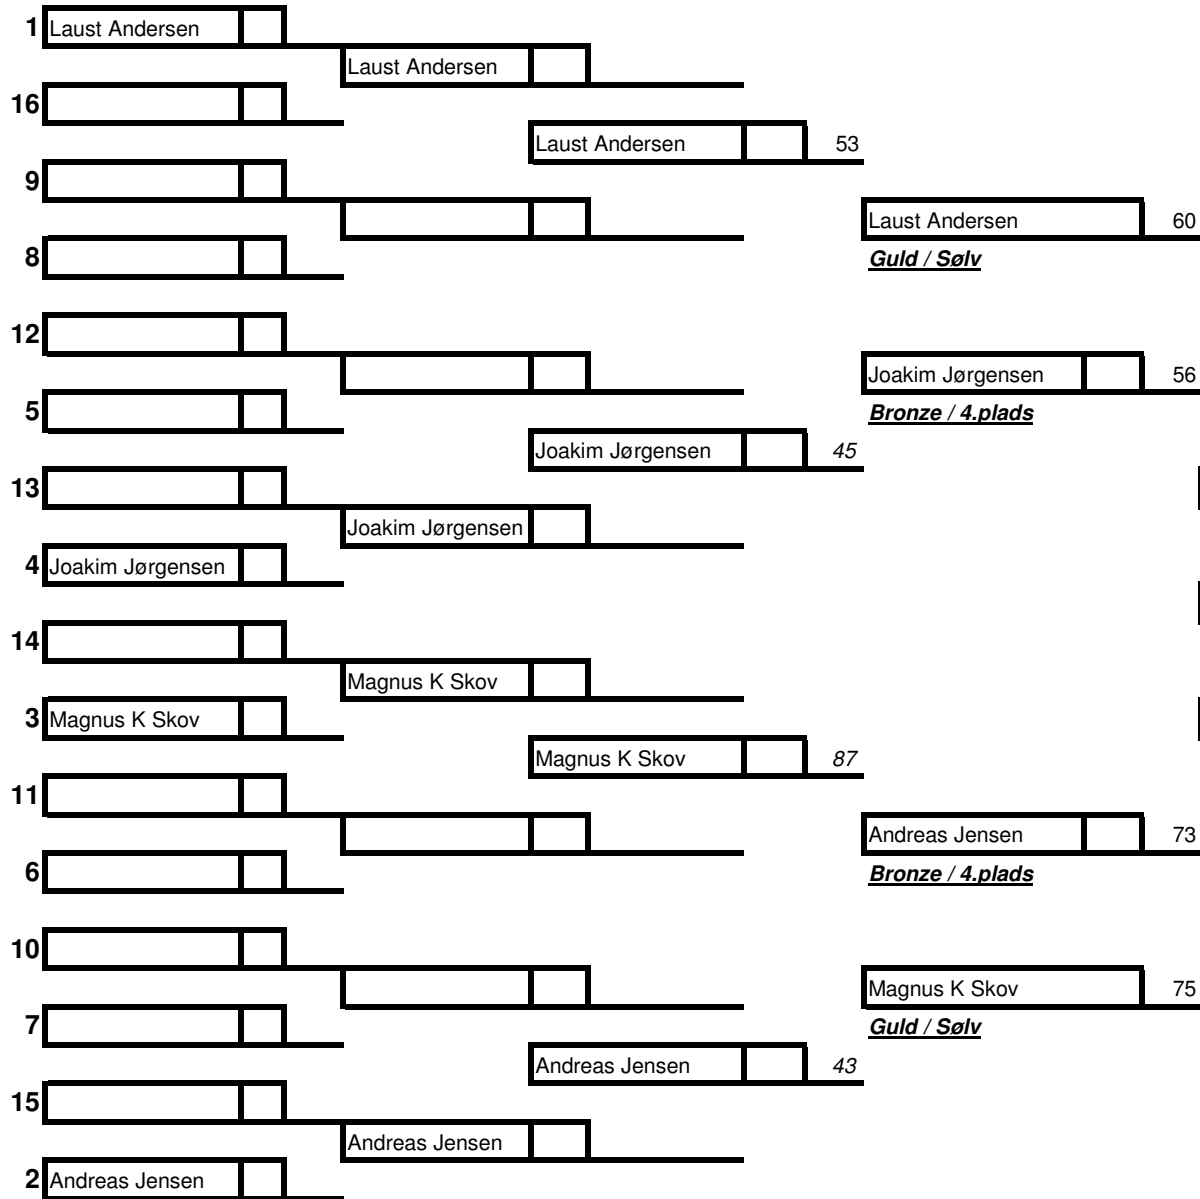 1 Laust Andersen
Laust Andersen
16
Laust Andersen 53
9
Laust Andersen 60
8 Guld / Sølv
12
Joakim Jørgensen 56
5 Bronze / 4.plads
Joakim Jørgensen 45
13
Joakim Jørgensen
4 Joakim Jørgensen
14
Magnus K Skov
3 Magnus K Skov
Magnus K Skov 87
11
Andreas Jensen 73
6 Bronze / 4.plads
10
Magnus K Skov 75
7 Guld / Sølv
Andreas Jensen 43
15
Andreas Jensen
2 Andreas Jensen